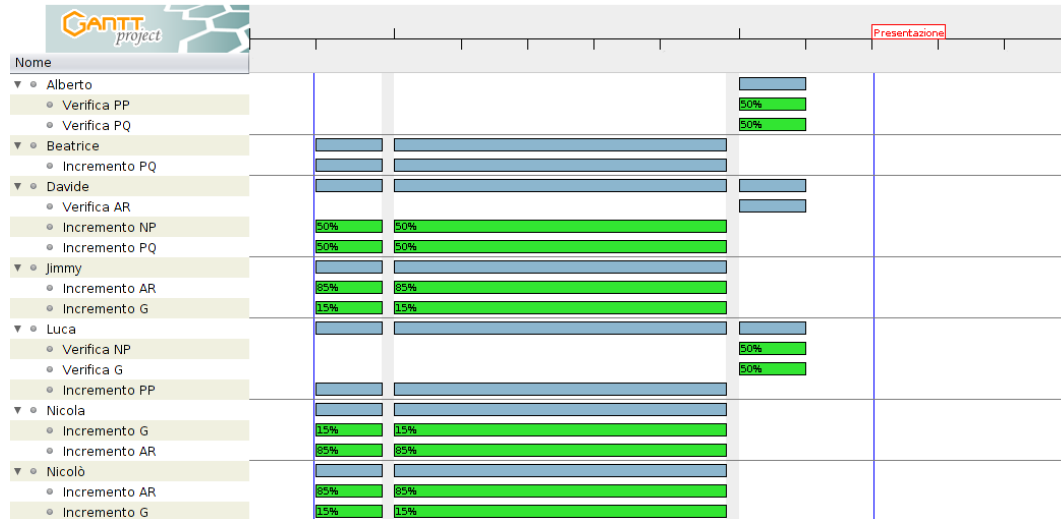 GANTT
project
Presentazione
Nome
Alberto
Verifica PP
50%
Verifica PQ
50%
Beatrice
Incremento PQ
Davide
Verifica AR
Incremento NP
50% 50%
Incremento PQ
50% 50%
Jimmy
Incremento AR
85% 85%
Incremento G
15% 15%
Luca
Verifica NP
50%
Verifica G
50%
Incremento PP
Nicola
Incremento G
15% 15%
Incremento AR
85% 85%
Nicolò
Incremento AR
85% 85%
Incremento G
15% 15%